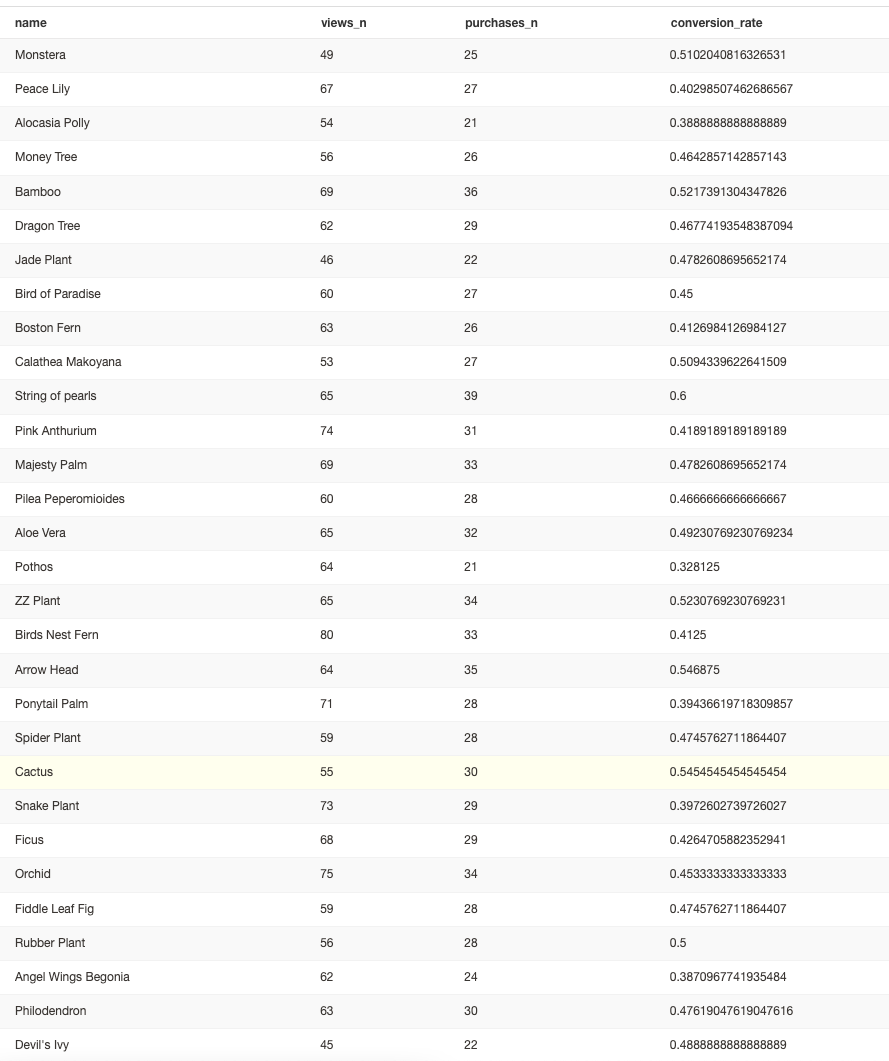 name views_n purchases_n conversion_rate
Monstera 49 25 0.5102040816326531
Peace Lily 67 27 0.40298507462686567
Alocasia Polly 54 21 0.3888888888888889
Money Tree 56 26 0.4642857142857143
Bamboo 69 36 0.5217391304347826
Dragon Tree 62 29 0.46774193548387094
Jade Plant 46 22 0.4782608695652174
Bird of Paradise 60 27 0.45
Boston Fern 63 26 0.4126984126984127
Calathea Makoyana 53 27 0.5094339622641509
String of pearls 65 39 0.6
Pink Anthurium 74 31 0.4189189189189189
Majesty Palm 69 33 0.4782608695652174
Pilea Peperomioides 60 28 0.4666666666666667
Aloe Vera 65 32 0.49230769230769234
Pothos 64 21 0.328125
ZZ Plant 65 34 0.5230769230769231
Birds Nest Fern 80 33 0.4125
Arrow Head 64 35 0.546875
Ponytail Palm 71 28 0.39436619718309857
Spider Plant 59 28 0.4745762711864407
Cactus 55 30 0.5454545454545454
Snake Plant 73 29 0.3972602739726027
Ficus 68 29 0.4264705882352941
Orchid 75 34 0.4533333333333333
Fiddle Leaf Fig 59 28 0.4745762711864407
Rubber Plant 56 28 0.5
Angel Wings Begonia 62 24 0.3870967741935484
Philodendron 63 30 0.47619047619047616
Devil's Ivy 45 22 0.4888888888888889